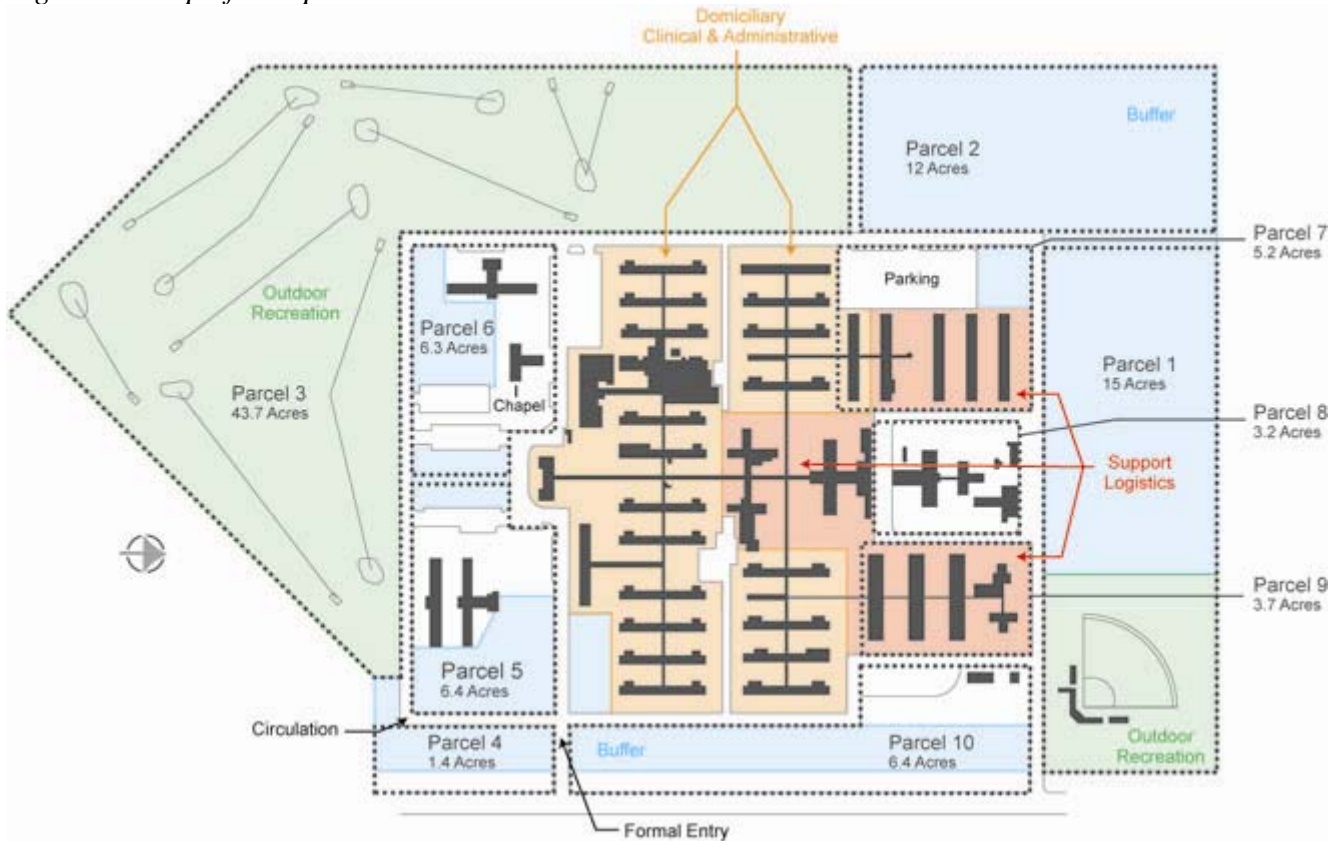 Domiciliary
Clinical & Administrative
Buffer
Parcel 2
12 Acres
Parcel 7
5.2 Acres
Parking
Outdoor
Recreation
Parcel 6
6.3 Acres
Parcel 1
15 Acres
Parcel 3
43.7 Acres
Chapel
Parcel 8
3.2 Acres
Support
Logistics
Parcel 9
3.7 Acres
Parcel 5
6.4 Acres
Circulation
Parcel 4
1.4 Acres
Buffer
Parcel 10
6.4 Acres
Outdoor
Recreation
Formal Entry